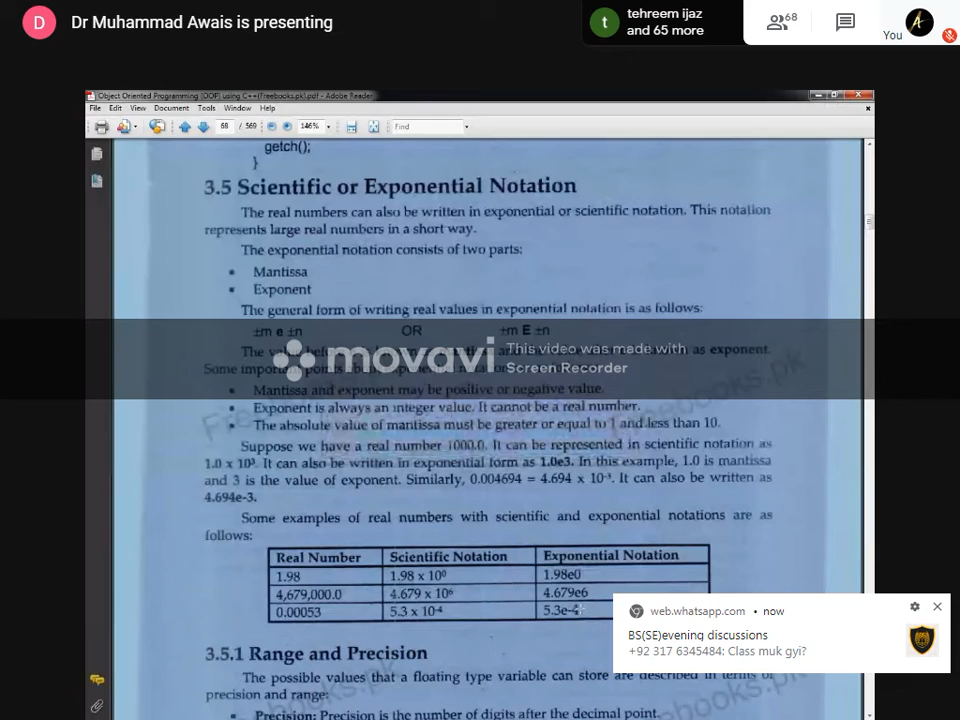 D Dr Muhammad Awais is presenting
t tehreem ijaz
and 65 more
68
You
Object Oriented Programming [OOP] using C++(Freebooks.pk).pdf - Adobe Reader
File Edit View Document Tools Window Help
68 / 569 146% Find
getch();
}
3.5 Scientific or Exponential Notation
The real numbers can also be written in exponential or scientific notation. This notation
represents large real numbers in a short way.
The exponential notation consists of two parts:
• Mantissa
• Exponent
The general form of writing real values in exponential notation is as follows:
±m e ±n OR ±m E ±n
movavi
This video was made with
Screen Recorder
The as exponent.
Some important
• Mantissa and exponent may be positive or negative value.
• Exponent is always an integer value. It cannot be a real number.
• The absolute value of mantissa must be greater or equal to 1 and less than 10.
Suppose we have a real number 1000.0. It can be represented in scientific notation as
1.0 x 10³. It can also be written in exponential form as 1.0e3. In this example, 1.0 is mantissa
and 3 is the value of exponent. Similarly, 0.004694 = 4.694 x 10⁻³. It can also be written as
4.694e-3.
Some examples of real numbers with scientific and exponential notations are as
follows:
Real Number Scientific Notation Exponential Notation
1.98 1.98 x 10⁰ 1.98e0
4,679,000.0 4.679 x 10⁶ 4.679e6
0.00053 5.3 x 10⁻⁴ 5.3e-4
web.whatsapp.com • now
BS(SE)evening discussions
+92 317 6345484: Class muk gyi?
3.5.1 Range and Precision
The possible values that a floating type variable can store are described in terms of
precision and range:
• Precision: Precision is the number of digits after the decimal point.